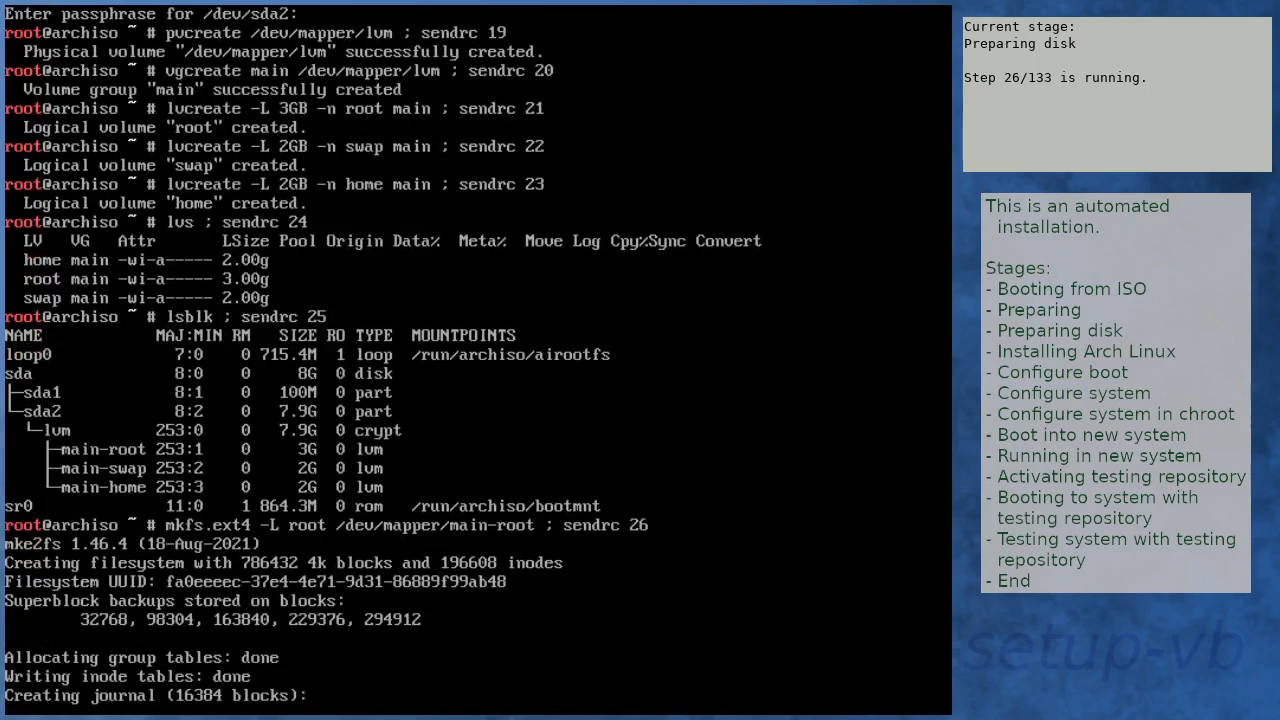 Enter passphrase for /dev/sda2:
root@archiso ~ # pvcreate /dev/mapper/lvm ; sendrc 19
  Physical volume "/dev/mapper/lvm" successfully created.
root@archiso ~ # vgcreate main /dev/mapper/lvm ; sendrc 20
  Volume group "main" successfully created
root@archiso ~ # lvcreate -L 3GB -n root main ; sendrc 21
  Logical volume "root" created.
root@archiso ~ # lvcreate -L 2GB -n swap main ; sendrc 22
  Logical volume "swap" created.
root@archiso ~ # lvcreate -L 2GB -n home main ; sendrc 23
  Logical volume "home" created.
root@archiso ~ # lvs ; sendrc 24
  LV   VG   Attr       LSize Pool Origin Data%  Meta%  Move Log Cpy%Sync Convert
  home main -wi-a----- 2.00g
  root main -wi-a----- 3.00g
  swap main -wi-a----- 2.00g
root@archiso ~ # lsblk ; sendrc 25
NAME            MAJ:MIN RM   SIZE RO TYPE  MOUNTPOINTS
loop0             7:0    0 715.4M  1 loop  /run/archiso/airootfs
sda               8:0    0     8G  0 disk
├─sda1            8:1    0   100M  0 part
└─sda2            8:2    0   7.9G  0 part
  └─lvm         253:0    0   7.9G  0 crypt
    ├─main-root 253:1    0     3G  0 lvm
    ├─main-swap 253:2    0     2G  0 lvm
    └─main-home 253:3    0     2G  0 lvm
sr0              11:0    1 864.3M  0 rom   /run/archiso/bootmnt
root@archiso ~ # mkfs.ext4 -L root /dev/mapper/main-root ; sendrc 26
mke2fs 1.46.4 (18-Aug-2021)
Creating filesystem with 786432 4k blocks and 196608 inodes
Filesystem UUID: fa0eeeec-37e4-4e71-9d31-86889f99ab48
Superblock backups stored on blocks:
        32768, 98304, 163840, 229376, 294912
Allocating group tables: done
Writing inode tables: done
Creating journal (16384 blocks):
Current stage:
Preparing disk
Step 26/133 is running.
This is an automated
installation.
Stages:
- Booting from ISO
- Preparing
- Preparing disk
- Installing Arch Linux
- Configure boot
- Configure system
- Configure system in chroot
- Boot into new system
- Running in new system
- Activating testing repository
- Booting to system with
testing repository
- Testing system with testing
repository
- End
-setup-vb